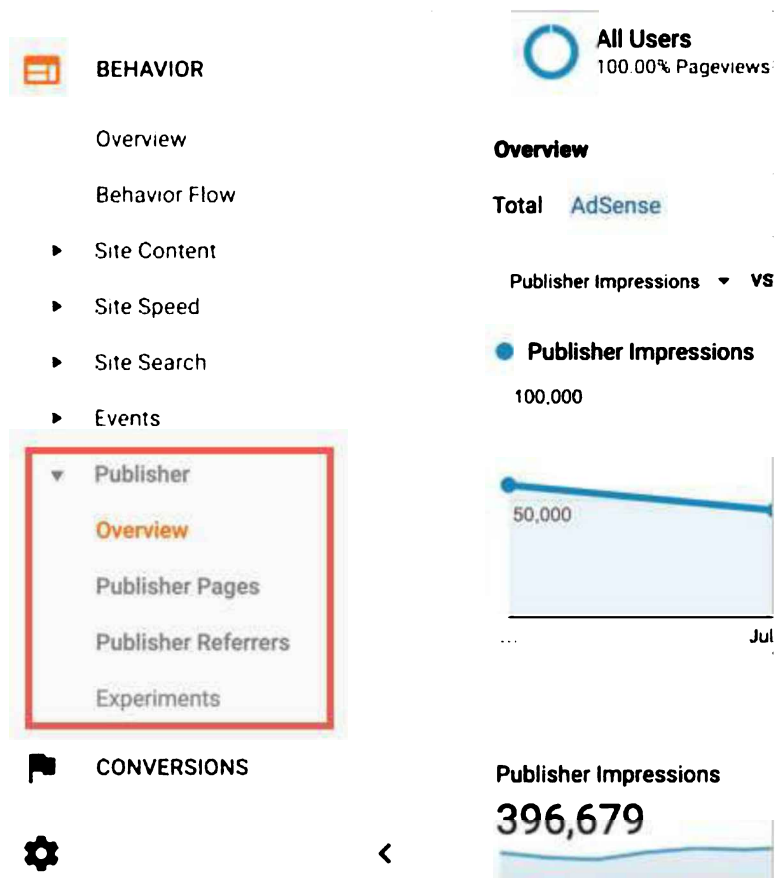 BEHAVIOR
Overview
Behavior Flow
Site Content
Site Speed
Site Search
Events
Publisher
Overview
Publisher Pages
Publisher Referrers
Experiments
CONVERSIONS
All Users
100.00% Pageviews
Overview
Total AdSense
Publisher Impressions VS
Publisher Impressions
100,000
50,000
... Jul
Publisher Impressions
396,679